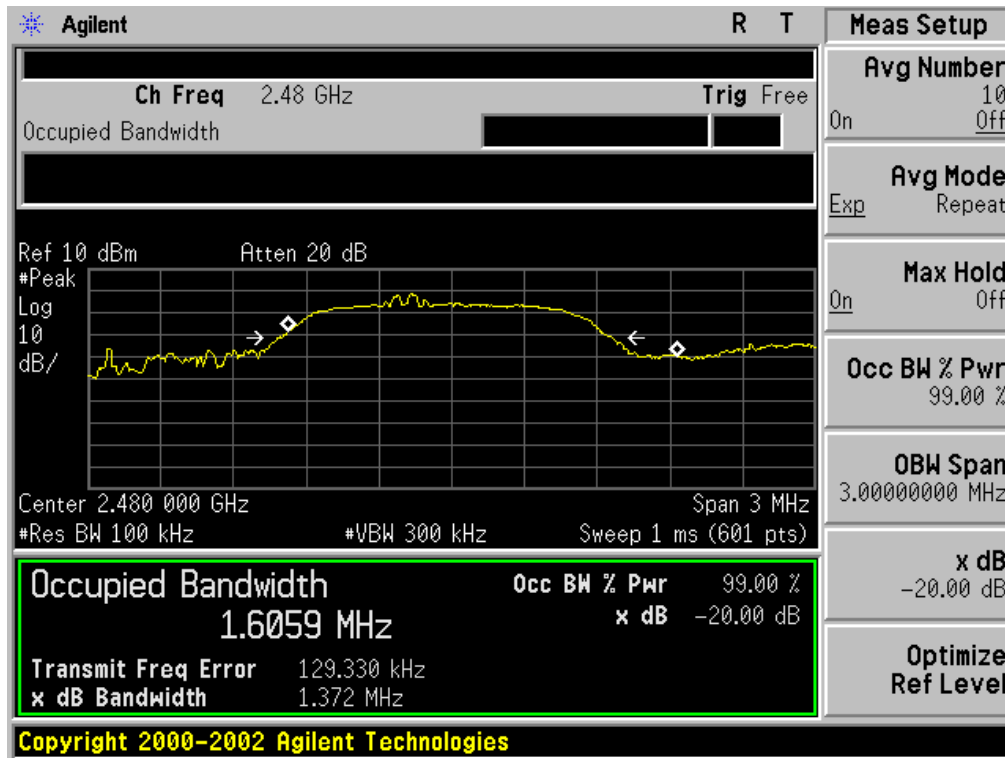 Agilent R T
Ch Freq 2.48 GHz Trig Free
Occupied Bandwidth
Ref 10 dBm Atten 20 dB
#Peak
Log
10
dB/
Center 2.480 000 GHz Span 3 MHz
#Res BW 100 kHz #VBW 300 kHz Sweep 1 ms (601 pts)
Occupied Bandwidth Occ BW % Pwr 99.00 %
1.6059 MHz x dB -20.00 dB
Transmit Freq Error 129.330 kHz
x dB Bandwidth 1.372 MHz
Copyright 2000-2002 Agilent Technologies
Meas Setup
Avg Number
10
On Off
Avg Mode
Exp Repeat
Max Hold
On Off
Occ BW % Pwr
99.00 %
OBW Span
3.00000000 MHz
x dB
-20.00 dB
Optimize
Ref Level